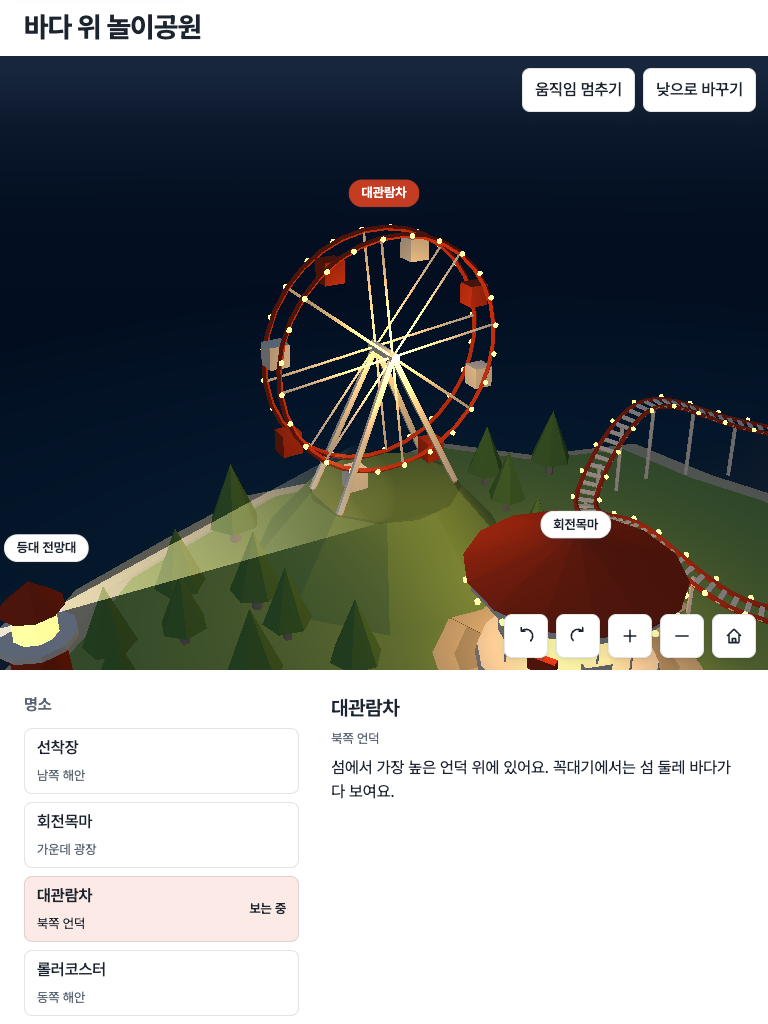 바다 위 놀이공원
움직임 멈추기
낮으로 바꾸기
대관람차
회전목마
등대 전망대
명소
선착장
남쪽 해안
회전목마
가운데 광장
대관람차
북쪽 언덕
보는 중
롤러코스터
동쪽 해안
대관람차
북쪽 언덕
섬에서 가장 높은 언덕 위에 있어요. 꼭대기에서는 섬 둘레 바다가
다 보여요.